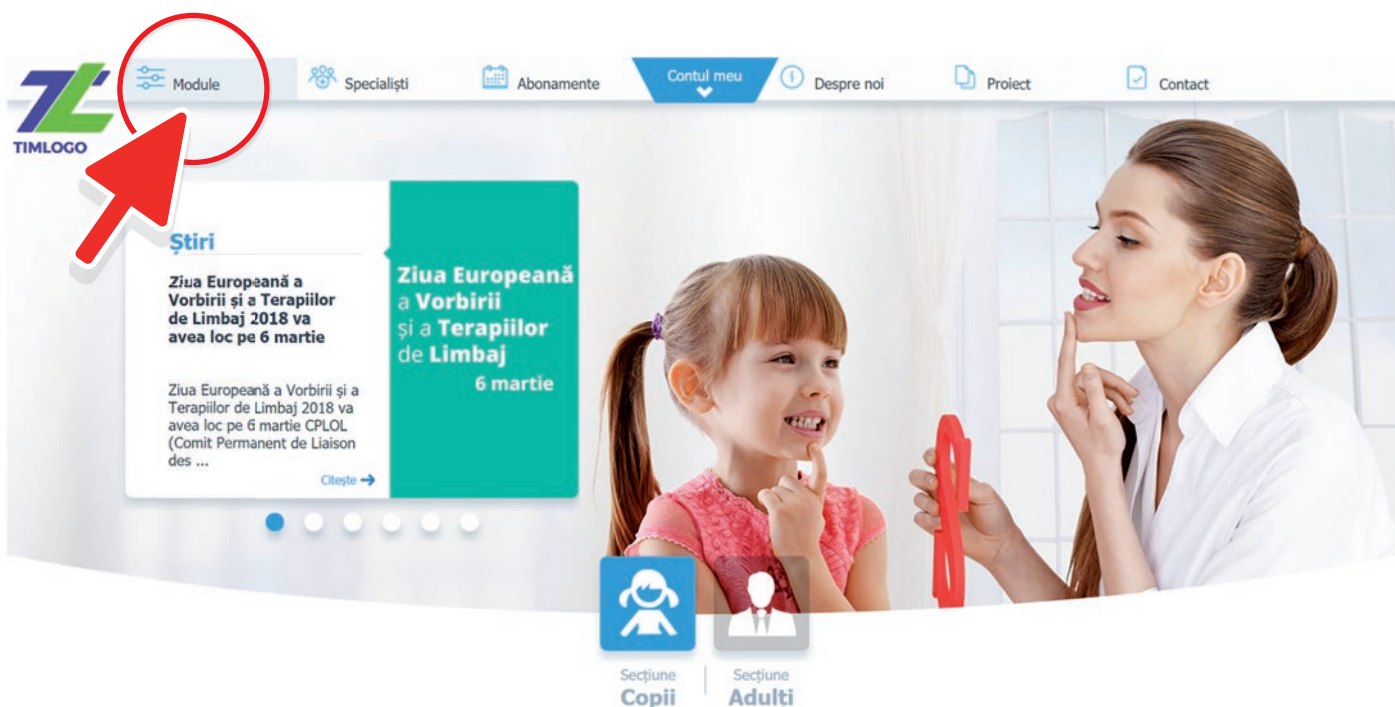 Module
Specialiști
Abonamente
Contul meu
Despre noi
Proiect
Contact
TIMLOGO
Știri
Ziua Europeană a
Vorbirii și a Terapiilor
de Limbaj 2018 va
avea loc pe 6 martie
Ziua Europeană a Vorbirii și a
Terapiilor de Limbaj 2018 va
avea loc pe 6 martie CPLOL
(Comit Permanent de Liaison
des ...
Citește
Ziua Europeană
a Vorbirii
și a Terapiilor
de Limbaj
6 martie
Secțiune
Copii
Secțiune
Adulți